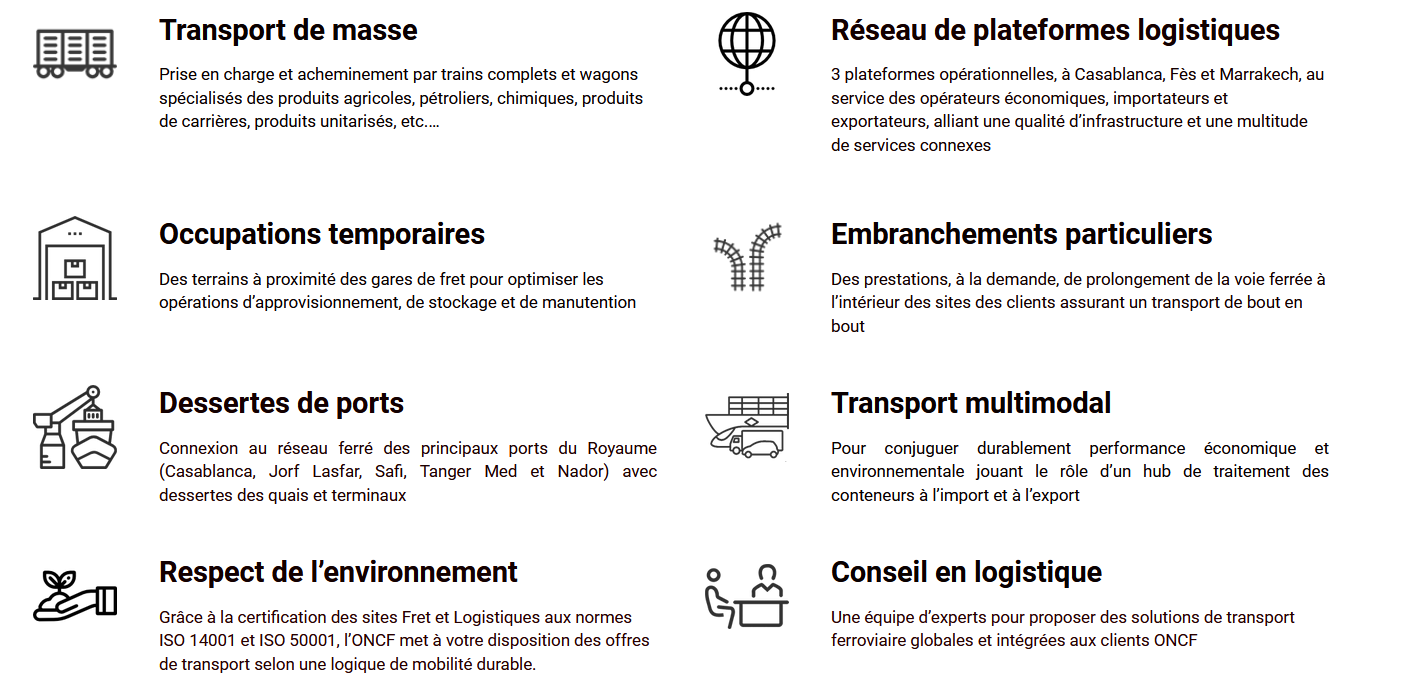 Transport de masse
Prise en charge et acheminement par trains complets et wagons
spécialisés des produits agricoles, pétroliers, chimiques, produits
de carrières, produits unitarisés, etc....
Réseau de plateformes logistiques
3 plateformes opérationnelles, à Casablanca, Fès et Marrakech, au
service des opérateurs économiques, importateurs et
exportateurs, alliant une qualité d’infrastructure et une multitude
de services connexes
Occupations temporaires
Des terrains à proximité des gares de fret pour optimiser les
opérations d’approvisionnement, de stockage et de manutention
Embranchements particuliers
Des prestations, à la demande, de prolongement de la voie ferrée à
l’intérieur des sites des clients assurant un transport de bout en
bout
Dessertes de ports
Connexion au réseau ferré des principaux ports du Royaume
(Casablanca, Jorf Lasfar, Safi, Tanger Med et Nador) avec
dessertes des quais et terminaux
Transport multimodal
Pour conjuguer durablement performance économique et
environnementale jouant le rôle d’un hub de traitement des
conteneurs à l’import et à l’export
Respect de l’environnement
Grâce à la certification des sites Fret et Logistiques aux normes
ISO 14001 et ISO 50001, l’ONCF met à votre disposition des offres
de transport selon une logique de mobilité durable.
Conseil en logistique
Une équipe d’experts pour proposer des solutions de transport
ferroviaire globales et intégrées aux clients ONCF